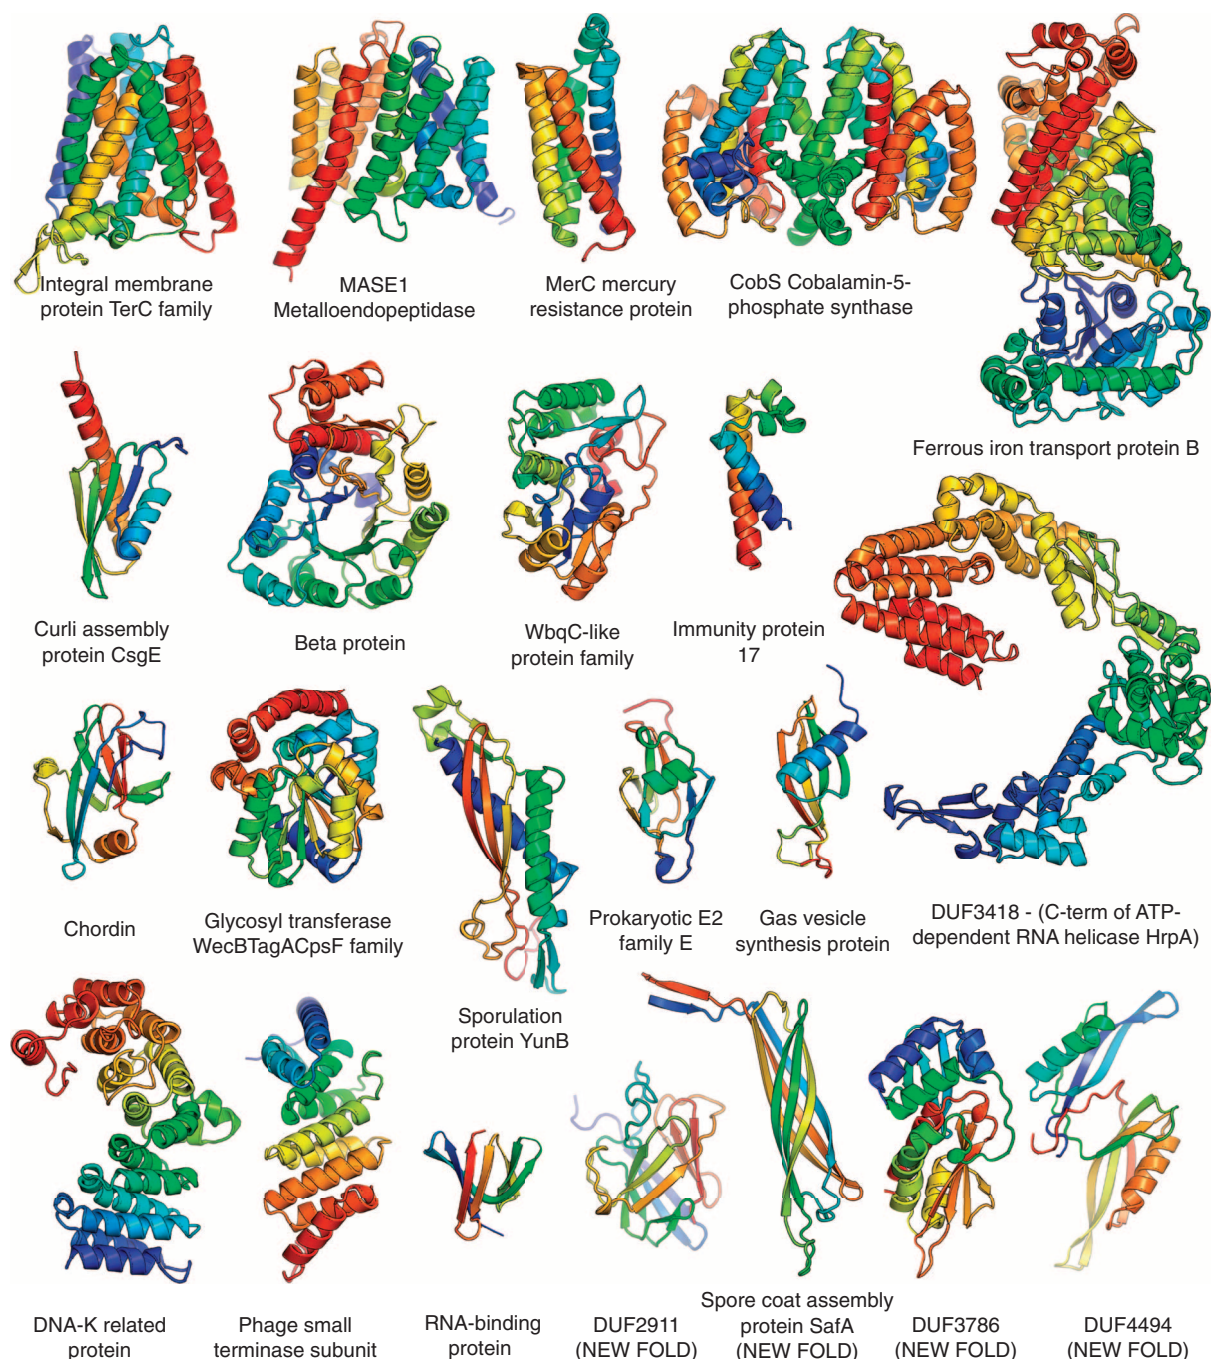 Integral membrane
protein TerC family
MASE1
Metalloendopeptidase
MerC mercury
resistance protein
CobS Cobalamin-5-
phosphate synthase
Ferrous iron transport protein B
Curli assembly
protein CsgE
Beta protein
WbqC-like
protein family
Immunity protein
17
Chordin
Glycosyl transferase
WecBTagACpsF family
Sporulation
protein YunB
Prokaryotic E2
family E
Gas vesicle
synthesis protein
DUF3418 - (C-term of ATP-
dependent RNA helicase HrpA)
DNA-K related
protein
Phage small
terminase subunit
RNA-binding
protein
DUF2911
(NEW FOLD)
Spore coat assembly
protein SafA
(NEW FOLD)
DUF3786
(NEW FOLD)
DUF4494
(NEW FOLD)